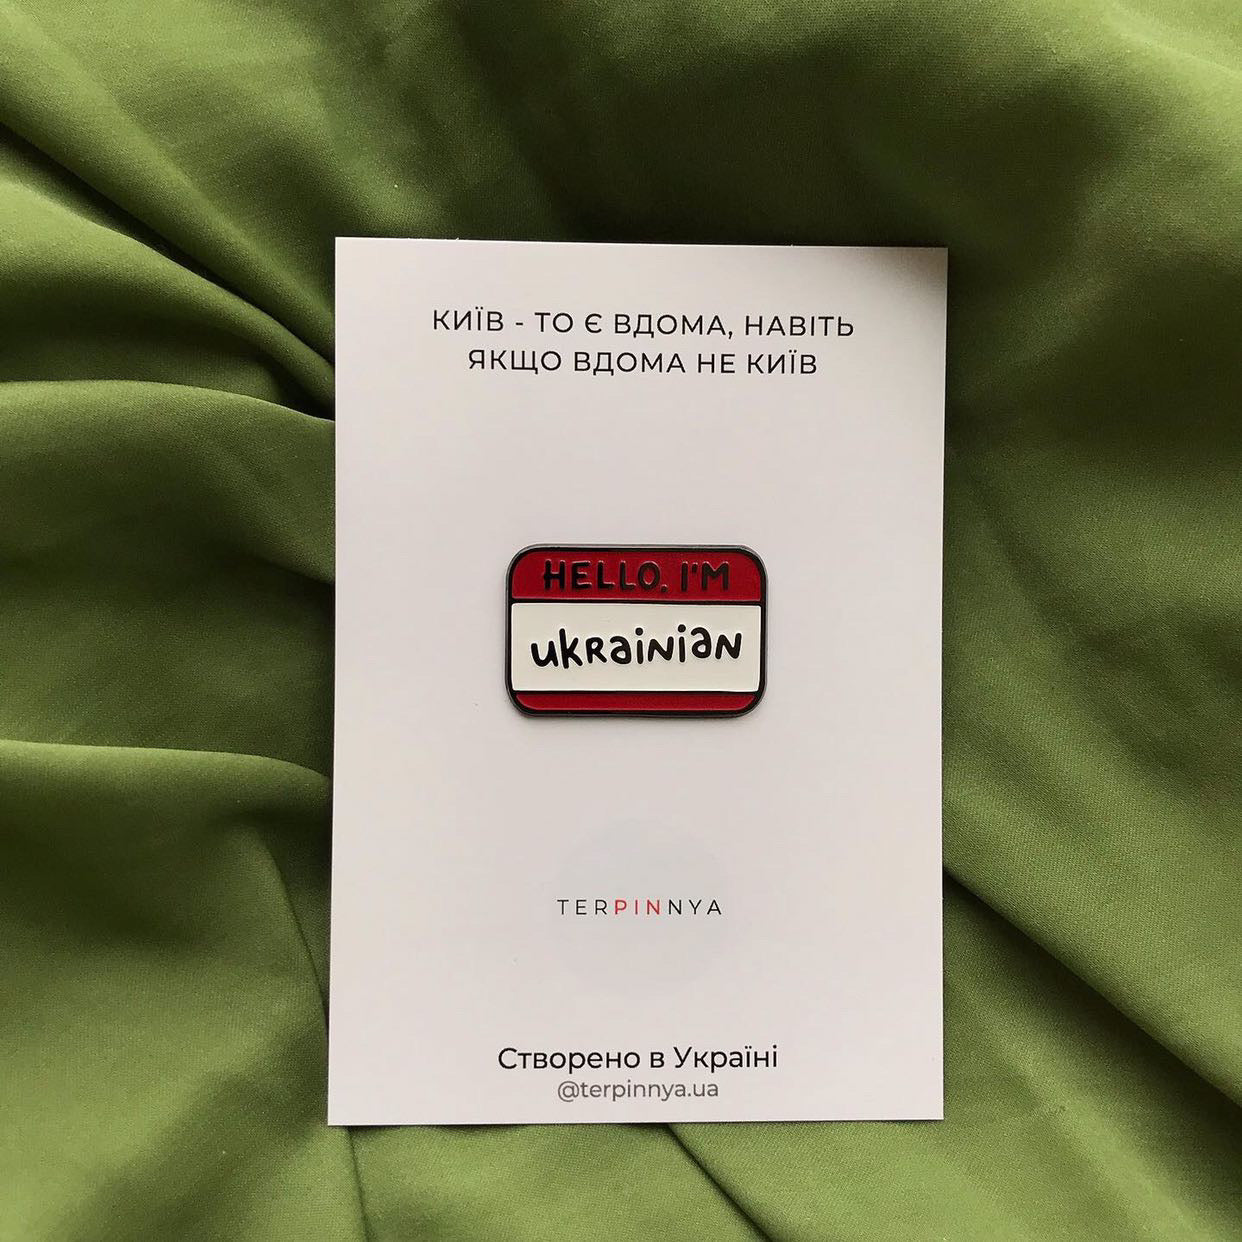 КИЇВ - ТО Є ВДОМА, НАВІТЬ
ЯКЩО ВДОМА НЕ КИЇВ
HELLO, I'M
ukRainian
TERPINNYA
Створено в Україні
@terpinnya.ua